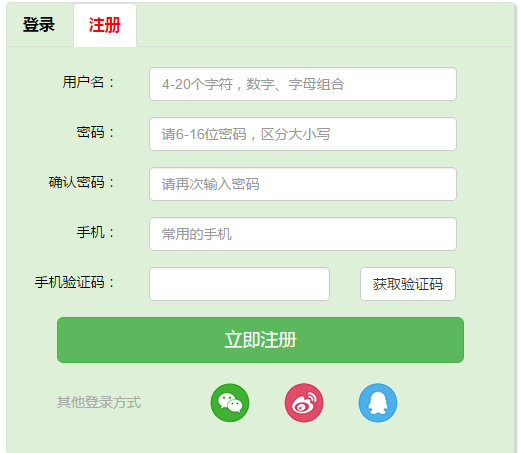 登录 注册
用户名： 4-20个字符，数字、字母组合
密码： 请6-16位密码，区分大小写
确认密码： 请再次输入密码
手机： 常用的手机
手机验证码： 获取验证码
立即注册
其他登录方式